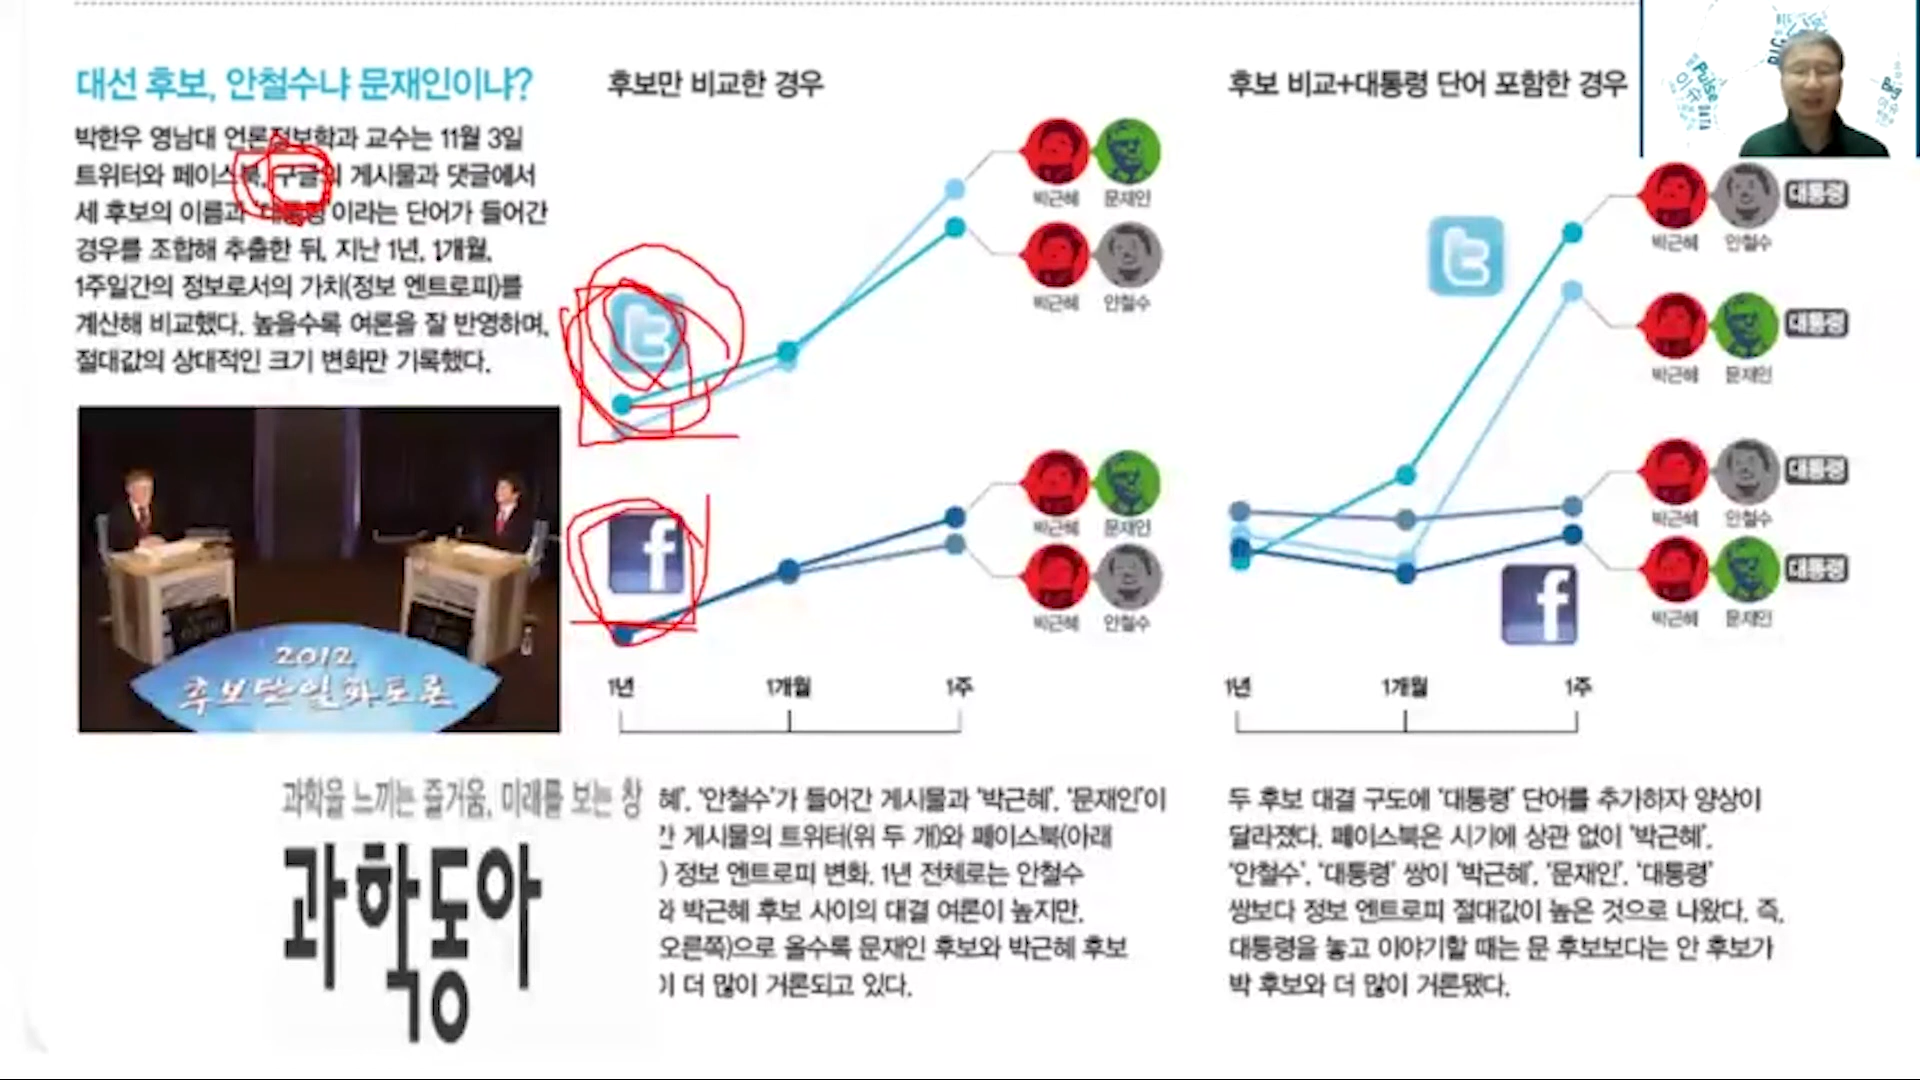 대선 후보, 안철수냐 문재인이냐?
박한우 영남대 언론정보학과 교수는 11월 3일
트위터와 페이스북, 구글의 게시물과 댓글에서
세 후보의 이름과 '대통령'이라는 단어가 들어간
경우를 조합해 추출한 뒤, 지난 1년, 1개월,
1주일간의 정보로서의 가치(정보 엔트로피)를
계산해 비교했다. 높을수록 여론을 잘 반영하며,
절대값의 상대적인 크기 변화만 기록했다.
2012
후보단일화토론
과학을 느끼는 즐거움, 미래를 보는 창
과학동아
후보만 비교한 경우
박근혜 문재인
박근혜 안철수
박근혜 문재인
박근혜 안철수
1년 1개월 1주
혜', '안철수'가 들어간 게시물과 '박근혜', '문재인'이
간 게시물의 트위터(위 두 개)와 페이스북(아래
) 정보 엔트로피 변화. 1년 전체로는 안철수
와 박근혜 후보 사이의 대결 여론이 높지만,
오른쪽)으로 올수록 문재인 후보와 박근혜 후보
이 더 많이 거론되고 있다.
후보 비교+대통령 단어 포함한 경우
박근혜 안철수 대통령
박근혜 문재인 대통령
박근혜 안철수 대통령
박근혜 문재인 대통령
1년 1개월 1주
두 후보 대결 구도에 '대통령' 단어를 추가하자 양상이
달라졌다. 페이스북은 시기에 상관 없이 '박근혜',
'안철수', '대통령' 쌍이 '박근혜', '문재인', '대통령'
쌍보다 정보 엔트로피 절대값이 높은 것으로 나왔다. 즉,
대통령을 놓고 이야기할 때는 문 후보보다는 안 후보가
박 후보와 더 많이 거론됐다.
Pulse
DATA